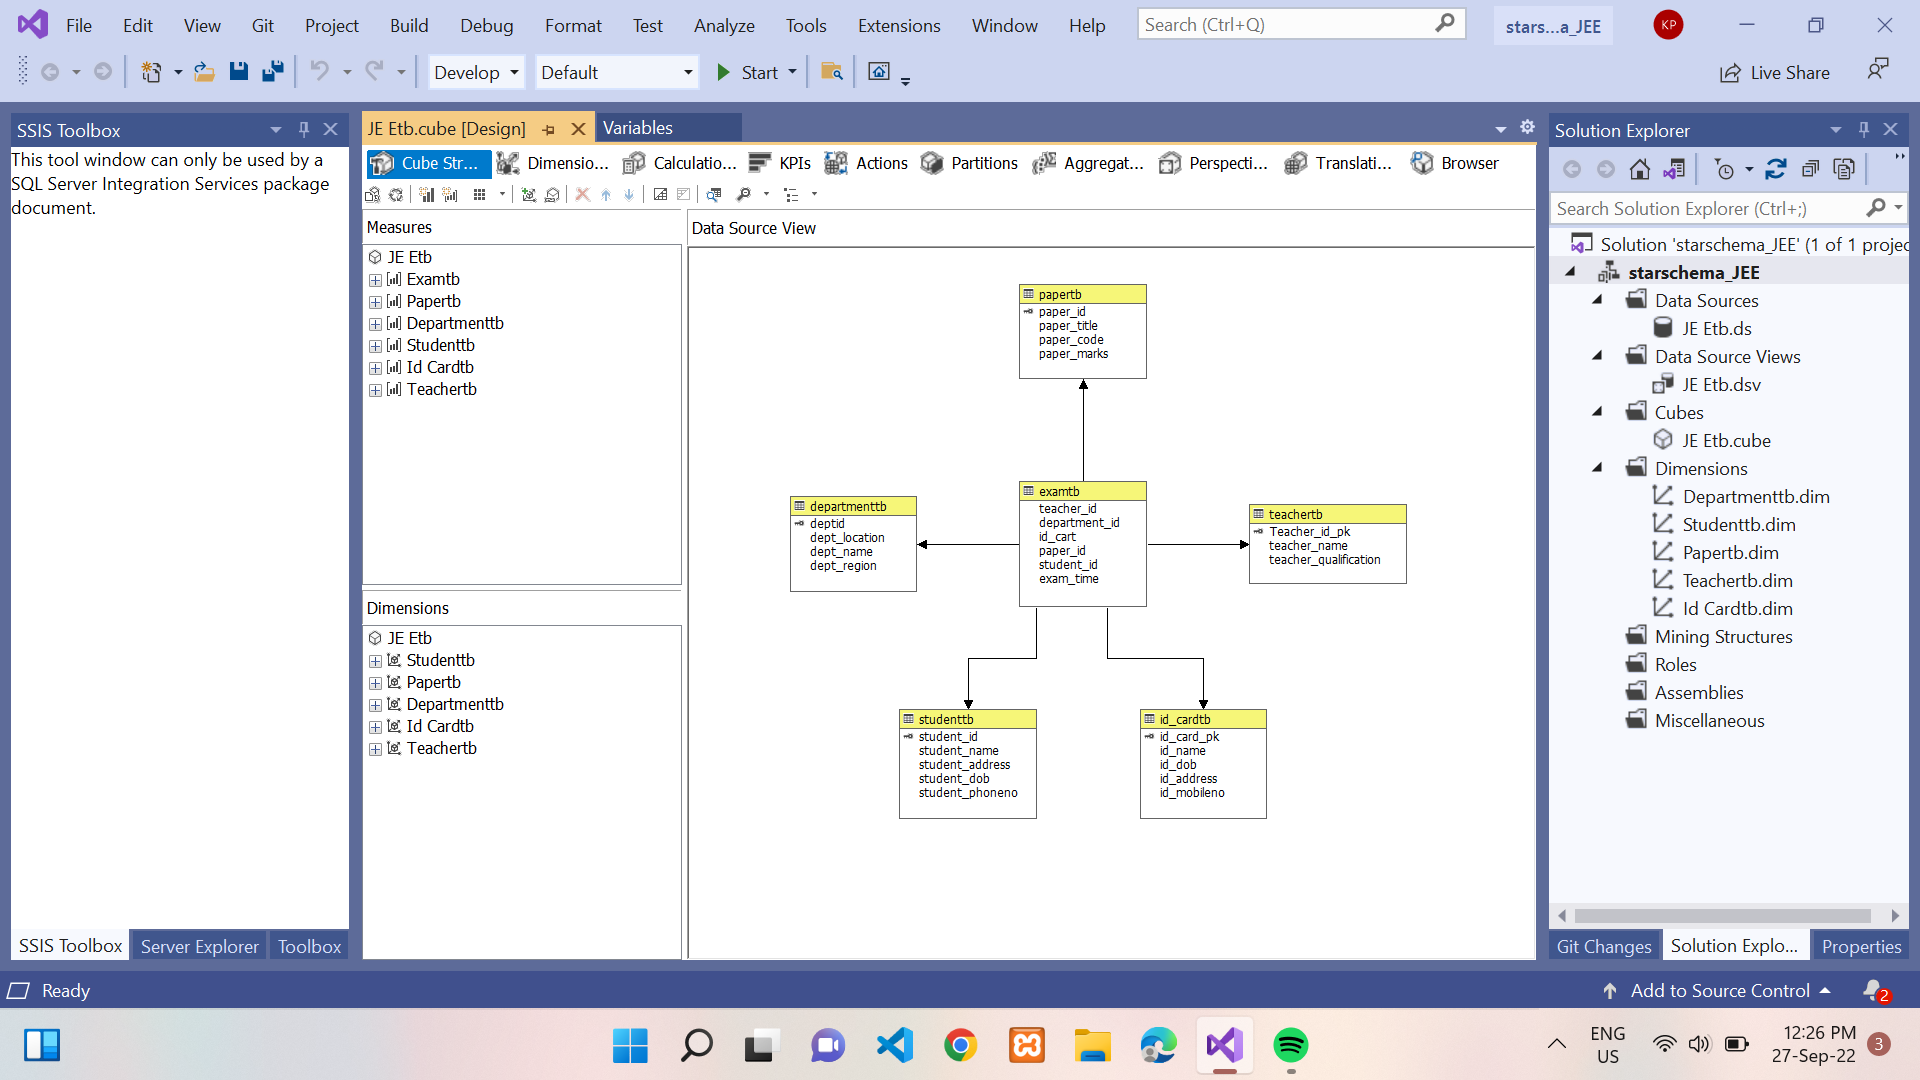 File Edit View Git Project Build Debug Format Test Analyze Tools Extensions Window Help Search (Ctrl+Q) stars...a_JEE KP
Develop Default Start Live Share
SSIS Toolbox
This tool window can only be used by a
SQL Server Integration Services package
document.
SSIS Toolbox Server Explorer Toolbox
JE Etb.cube [Design] Variables
Cube Str... Dimensio... Calculatio... KPIs Actions Partitions Aggregat... Perspecti... Translati... Browser
Measures
JE Etb
Examtb
Papertb
Departmenttb
Studenttb
Id Cardtb
Teachertb
Dimensions
JE Etb
Studenttb
Papertb
Departmenttb
Id Cardtb
Teachertb
Data Source View
papertb
paper_id
paper_title
paper_code
paper_marks
departmenttb
deptid
dept_location
dept_name
dept_region
examtb
teacher_id
department_id
id_cart
paper_id
student_id
exam_time
teachertb
Teacher_id_pk
teacher_name
teacher_qualification
studenttb
student_id
student_name
student_address
student_dob
student_phoneno
id_cardtb
id_card_pk
id_name
id_dob
id_address
id_mobileno
Solution Explorer
Search Solution Explorer (Ctrl+;)
Solution 'starschema_JEE' (1 of 1 projec
starschema_JEE
Data Sources
JE Etb.ds
Data Source Views
JE Etb.dsv
Cubes
JE Etb.cube
Dimensions
Departmenttb.dim
Studenttb.dim
Papertb.dim
Teachertb.dim
Id Cardtb.dim
Mining Structures
Roles
Assemblies
Miscellaneous
Git Changes Solution Explo... Properties
Ready Add to Source Control 2
ENG
US
12:26 PM
27-Sep-22
3